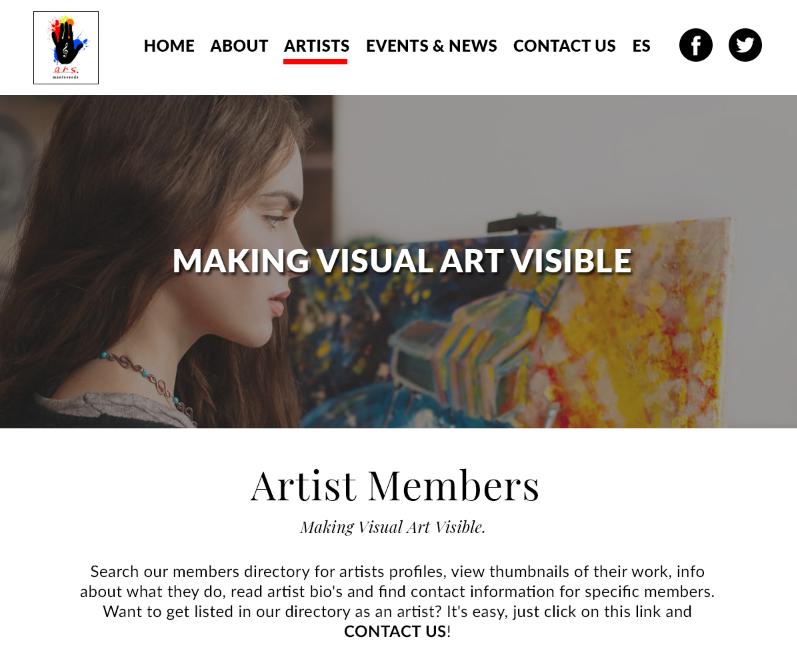 a.r.s.
HOME ABOUT ARTISTS EVENTS & NEWS CONTACT US ES
MAKING VISUAL ART VISIBLE
Artist Members
Making Visual Art Visible.
Search our members directory for artists profiles, view thumbnails of their work, info
about what they do, read artist bio's and find contact information for specific members.
Want to get listed in our directory as an artist? It's easy, just click on this link and
CONTACT US!